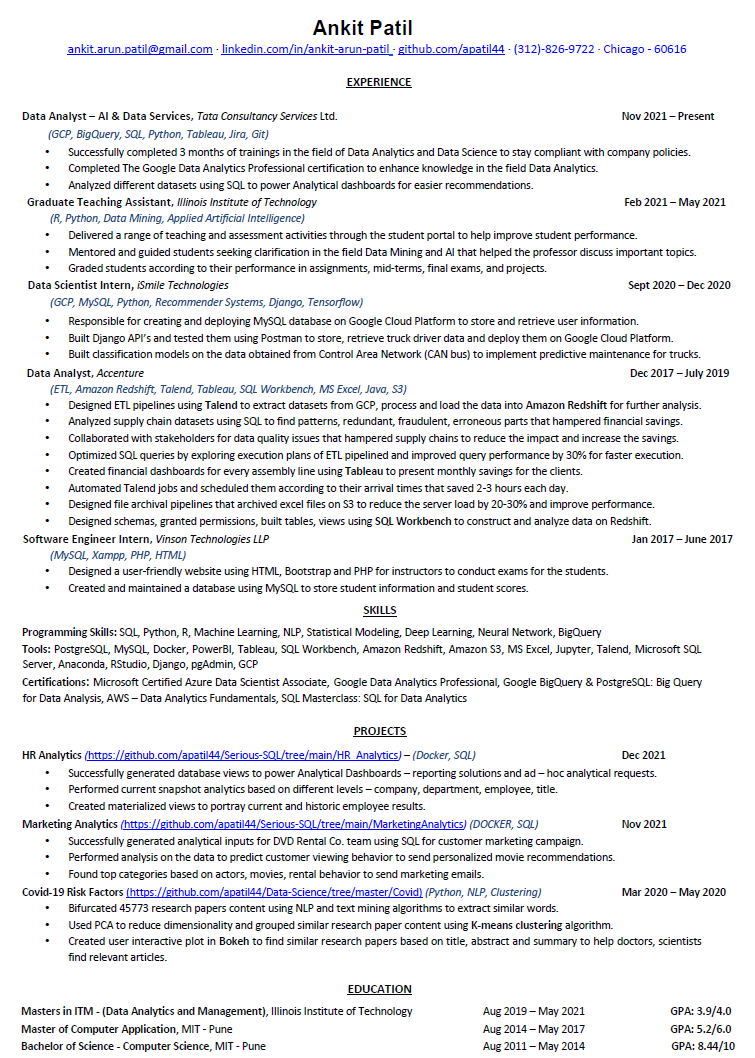 Ankit Patil
ankit.arun.patil@gmail.com · linkedin.com/in/ankit-arun-patil · github.com/apatil44 · (312)-826-9722 · Chicago - 60616
EXPERIENCE
Data Analyst – AI & Data Services, Tata Consultancy Services Ltd. Nov 2021 – Present
(GCP, BigQuery, SQL, Python, Tableau, Jira, Git)
• Successfully completed 3 months of trainings in the field of Data Analytics and Data Science to stay compliant with company policies.
• Completed The Google Data Analytics Professional certification to enhance knowledge in the field Data Analytics.
• Analyzed different datasets using SQL to power Analytical dashboards for easier recommendations.
Graduate Teaching Assistant, Illinois Institute of Technology Feb 2021 – May 2021
(R, Python, Data Mining, Applied Artificial Intelligence)
• Delivered a range of teaching and assessment activities through the student portal to help improve student performance.
• Mentored and guided students seeking clarification in the field Data Mining and AI that helped the professor discuss important topics.
• Graded students according to their performance in assignments, mid-terms, final exams, and projects.
Data Scientist Intern, iSmile Technologies Sept 2020 – Dec 2020
(GCP, MySQL, Python, Recommender Systems, Django, Tensorflow)
• Responsible for creating and deploying MySQL database on Google Cloud Platform to store and retrieve user information.
• Built Django API's and tested them using Postman to store, retrieve truck driver data and deploy them on Google Cloud Platform.
• Built classification models on the data obtained from Control Area Network (CAN bus) to implement predictive maintenance for trucks.
Data Analyst, Accenture Dec 2017 – July 2019
(ETL, Amazon Redshift, Talend, Tableau, SQL Workbench, MS Excel, Java, S3)
• Designed ETL pipelines using Talend to extract datasets from GCP, process and load the data into Amazon Redshift for further analysis.
• Analyzed supply chain datasets using SQL to find patterns, redundant, fraudulent, erroneous parts that hampered financial savings.
• Collaborated with stakeholders for data quality issues that hampered supply chains to reduce the impact and increase the savings.
• Optimized SQL queries by exploring execution plans of ETL pipelined and improved query performance by 30% for faster execution.
• Created financial dashboards for every assembly line using Tableau to present monthly savings for the clients.
• Automated Talend jobs and scheduled them according to their arrival times that saved 2-3 hours each day.
• Designed file archival pipelines that archived excel files on S3 to reduce the server load by 20-30% and improve performance.
• Designed schemas, granted permissions, built tables, views using SQL Workbench to construct and analyze data on Redshift.
Software Engineer Intern, Vinson Technologies LLP Jan 2017 – June 2017
(MySQL, Xampp, PHP, HTML)
• Designed a user-friendly website using HTML, Bootstrap and PHP for instructors to conduct exams for the students.
• Created and maintained a database using MySQL to store student information and student scores.
SKILLS
Programming Skills: SQL, Python, R, Machine Learning, NLP, Statistical Modeling, Deep Learning, Neural Network, BigQuery
Tools: PostgreSQL, MySQL, Docker, PowerBI, Tableau, SQL Workbench, Amazon Redshift, Amazon S3, MS Excel, Jupyter, Talend, Microsoft SQL
Server, Anaconda, RStudio, Django, pgAdmin, GCP
Certifications: Microsoft Certified Azure Data Scientist Associate, Google Data Analytics Professional, Google BigQuery & PostgreSQL: Big Query
for Data Analysis, AWS – Data Analytics Fundamentals, SQL Masterclass: SQL for Data Analytics
PROJECTS
HR Analytics (https://github.com/apatil44/Serious-SQL/tree/main/HR_Analytics) – (Docker, SQL) Dec 2021
• Successfully generated database views to power Analytical Dashboards – reporting solutions and ad – hoc analytical requests.
• Performed current snapshot analytics based on different levels – company, department, employee, title.
• Created materialized views to portray current and historic employee results.
Marketing Analytics (https://github.com/apatil44/Serious-SQL/tree/main/MarketingAnalytics) (DOCKER, SQL) Nov 2021
• Successfully generated analytical inputs for DVD Rental Co. team using SQL for customer marketing campaign.
• Performed analysis on the data to predict customer viewing behavior to send personalized movie recommendations.
• Found top categories based on actors, movies, rental behavior to send marketing emails.
Covid-19 Risk Factors (https://github.com/apatil44/Data-Science/tree/master/Covid) (Python, NLP, Clustering) Mar 2020 – May 2020
• Bifurcated 45773 research papers content using NLP and text mining algorithms to extract similar words.
• Used PCA to reduce dimensionality and grouped similar research paper content using K-means clustering algorithm.
• Created user interactive plot in Bokeh to find similar research papers based on title, abstract and summary to help doctors, scientists
find relevant articles.
EDUCATION
Masters in ITM - (Data Analytics and Management), Illinois Institute of Technology Aug 2019 – May 2021 GPA: 3.9/4.0
Master of Computer Application, MIT - Pune Aug 2014 – May 2017 GPA: 5.2/6.0
Bachelor of Science - Computer Science, MIT - Pune Aug 2011 – May 2014 GPA: 8.44/10